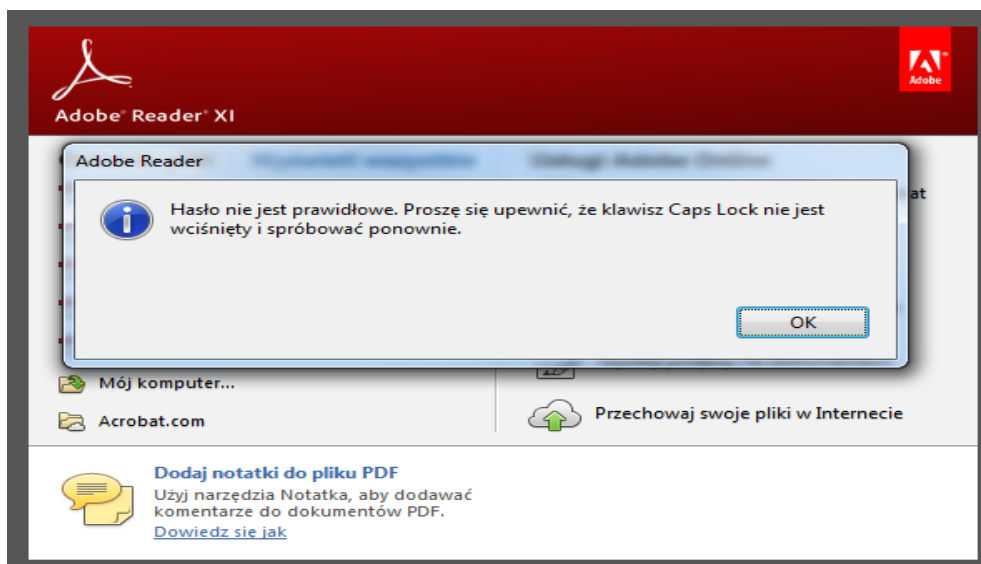 Adobe® Reader® XI
Adobe
Adobe Reader
Hasło nie jest prawidłowe. Proszę się upewnić, że klawisz Caps Lock nie jest
wciśnięty i spróbować ponownie.
at
OK
Mój komputer...
Acrobat.com
Przechowaj swoje pliki w Internecie
Dodaj notatki do pliku PDF
Użyj narzędzia Notatka, aby dodawać
komentarze do dokumentów PDF.
Dowiedz się jak